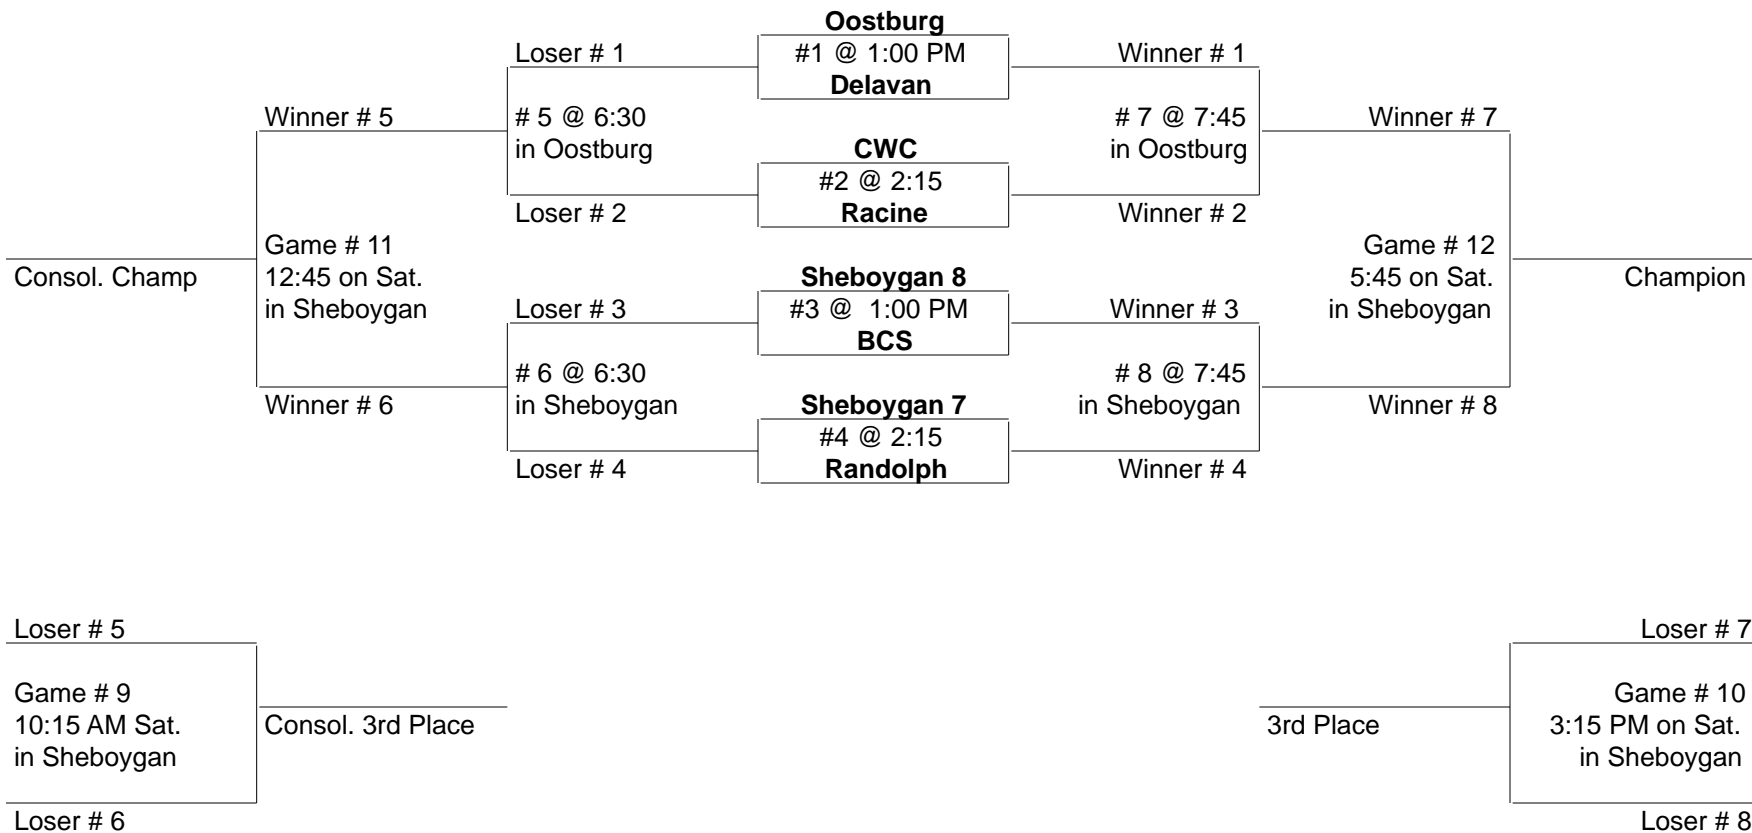 Oostburg
Loser # 1 #1 @ 1:00 PM Winner # 1
Delavan
Winner # 5 # 5 @ 6:30 # 7 @ 7:45 Winner # 7
in Oostburg CWC in Oostburg
#2 @ 2:15
Loser # 2 Racine Winner # 2
Game # 11 Game # 12
Consol. Champ 12:45 on Sat. Sheboygan 8 5:45 on Sat. Champion
in Sheboygan Loser # 3 #3 @ 1:00 PM Winner # 3 in Sheboygan
BCS
# 6 @ 6:30 # 8 @ 7:45
Winner # 6 in Sheboygan Sheboygan 7 in Sheboygan Winner # 8
#4 @ 2:15
Loser # 4 Randolph Winner # 4
Loser # 5 Loser # 7
Game # 9 Game # 10
10:15 AM Sat. Consol. 3rd Place 3rd Place 3:15 PM on Sat.
in Sheboygan in Sheboygan
Loser # 6 Loser # 8